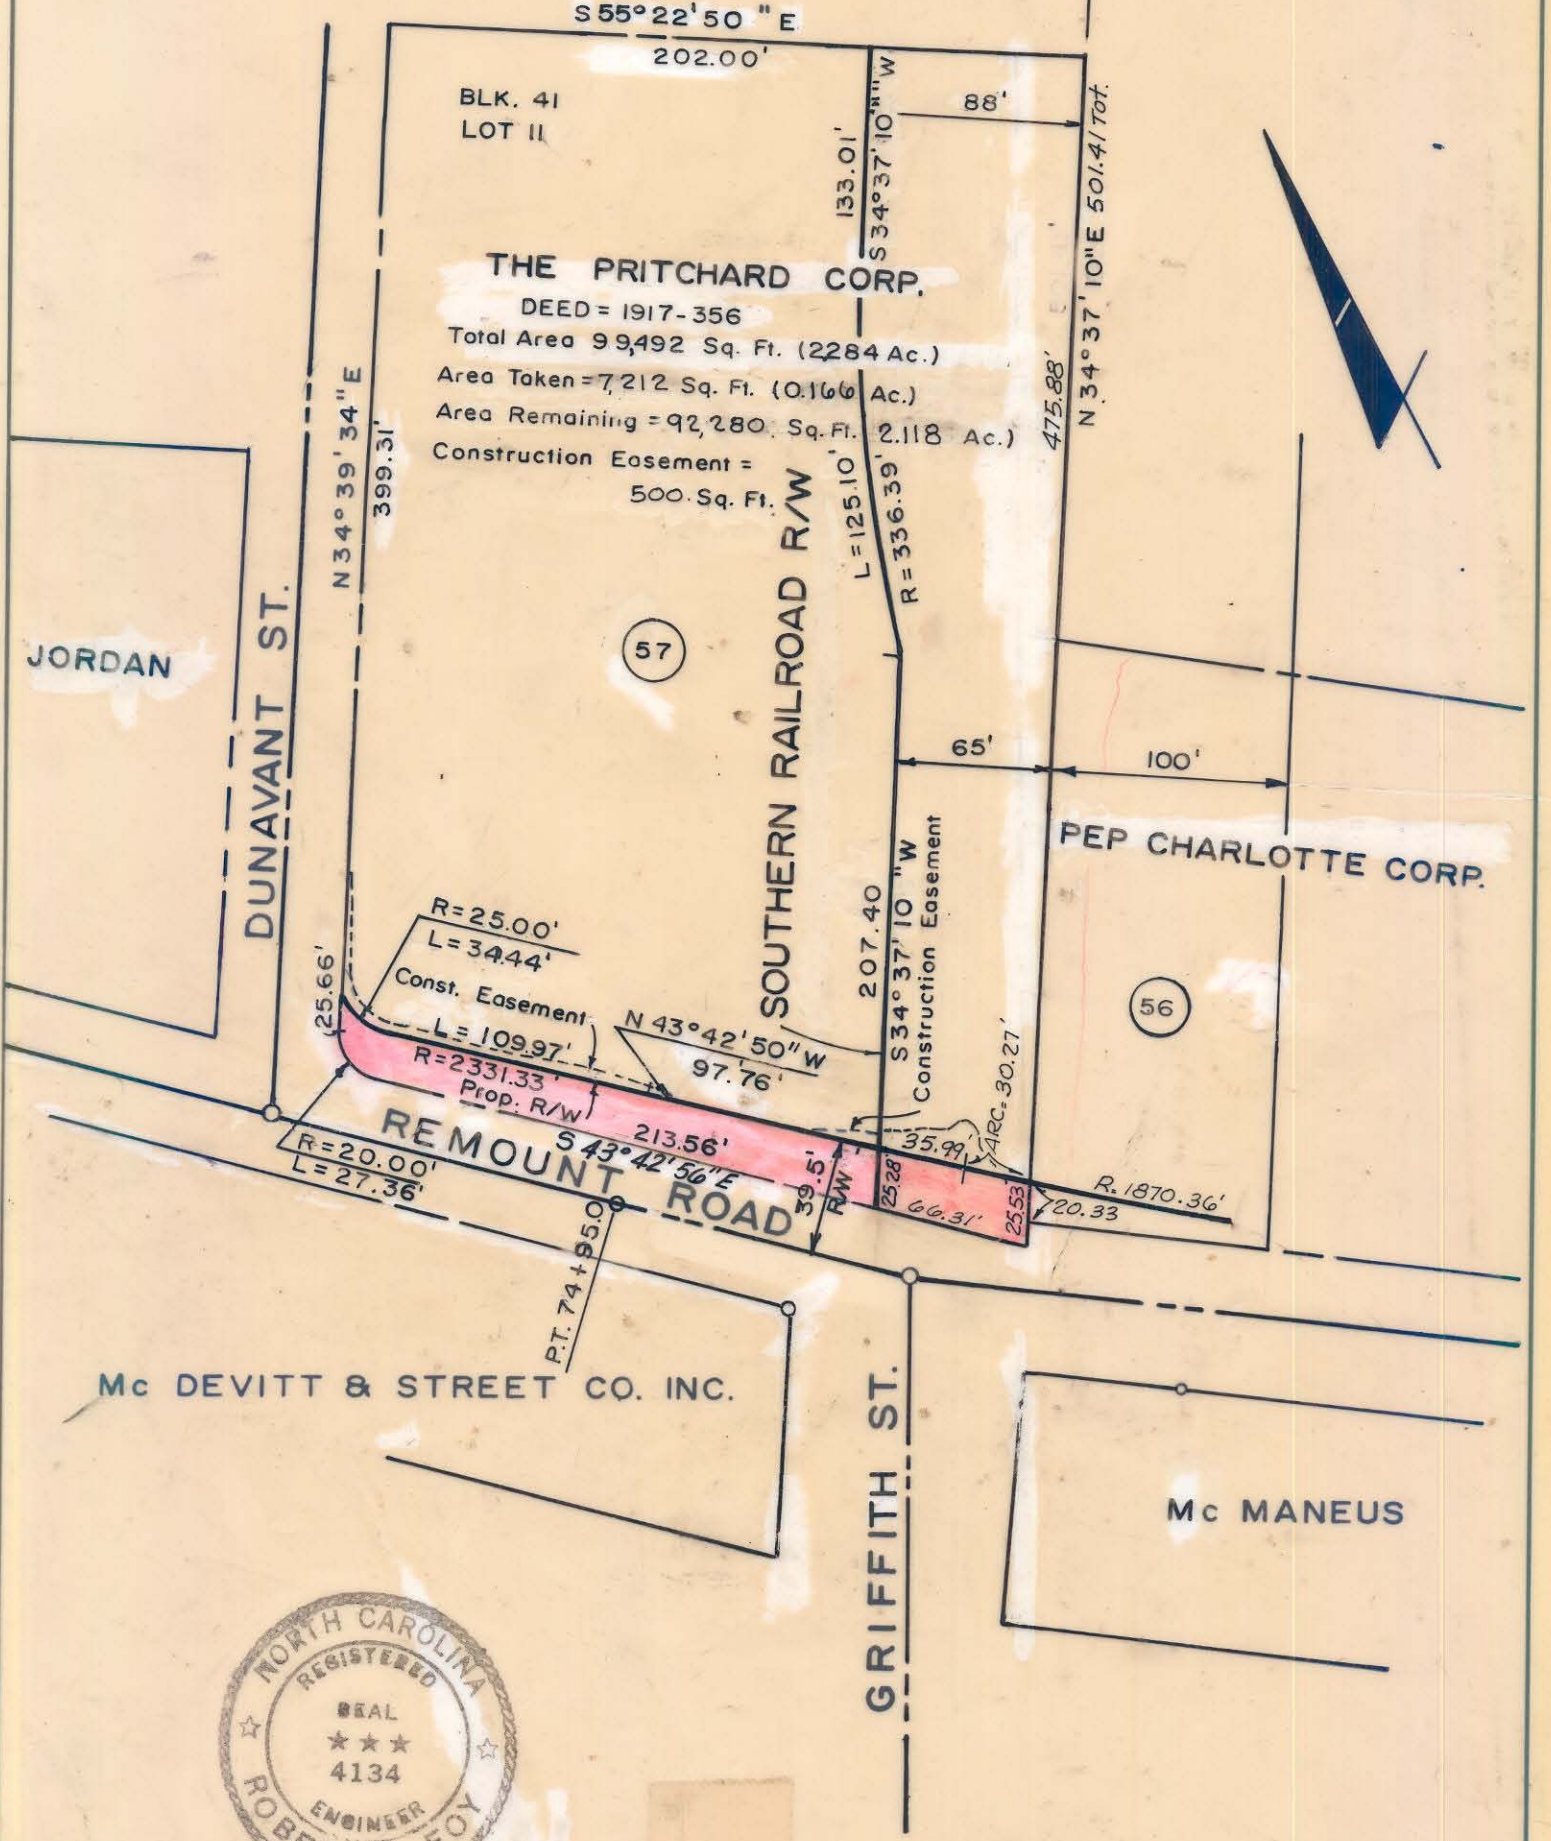 S 55° 22' 50 " E
202.00'
BLK. 41
LOT 11
133.01'
S 34° 37' 10""W
88'
N 34° 37' 10"E 501.41 Tot.
475.88'
THE PRITCHARD CORP.
DEED = 1917-356
Total Area 99,492 Sq. Ft. (2.284 Ac.)
Area Taken = 7,212 Sq. Ft. (0.166 Ac.)
Area Remaining = 92,280. Sq. Ft. 2.118 Ac.)
Construction Easement =
500. Sq. Ft.
N 34° 39' 34" E
399.31'
L = 125.10'
R = 336.39'
SOUTHERN RAILROAD R/W
JORDAN
DUNAVANT ST.
57
65'
100'
PEP CHARLOTTE CORP.
207.40
S 34° 37' 10 "W
Construction Easement
56
R = 25.00'
L = 34.44'
25.66'
Const. Easement
L = 109.97'
R = 2331.33'
Prop. R/W
N 43° 42' 50" W
97.76'
ARC = 30.27'
35.99'
213.56'
S 43° 42' 56" E
REMOUNT ROAD
R = 20.00'
L = 27.36'
39.5'
R/W
25.28'
66.31'
25.53'
20.33
R. 1870.36'
P.T. 74 + 95.0
Mc DEVITT & STREET CO. INC.
GRIFFITH ST.
Mc MANEUS
NORTH CAROLINA
REGISTERED
SEAL
4134
ENGINEER